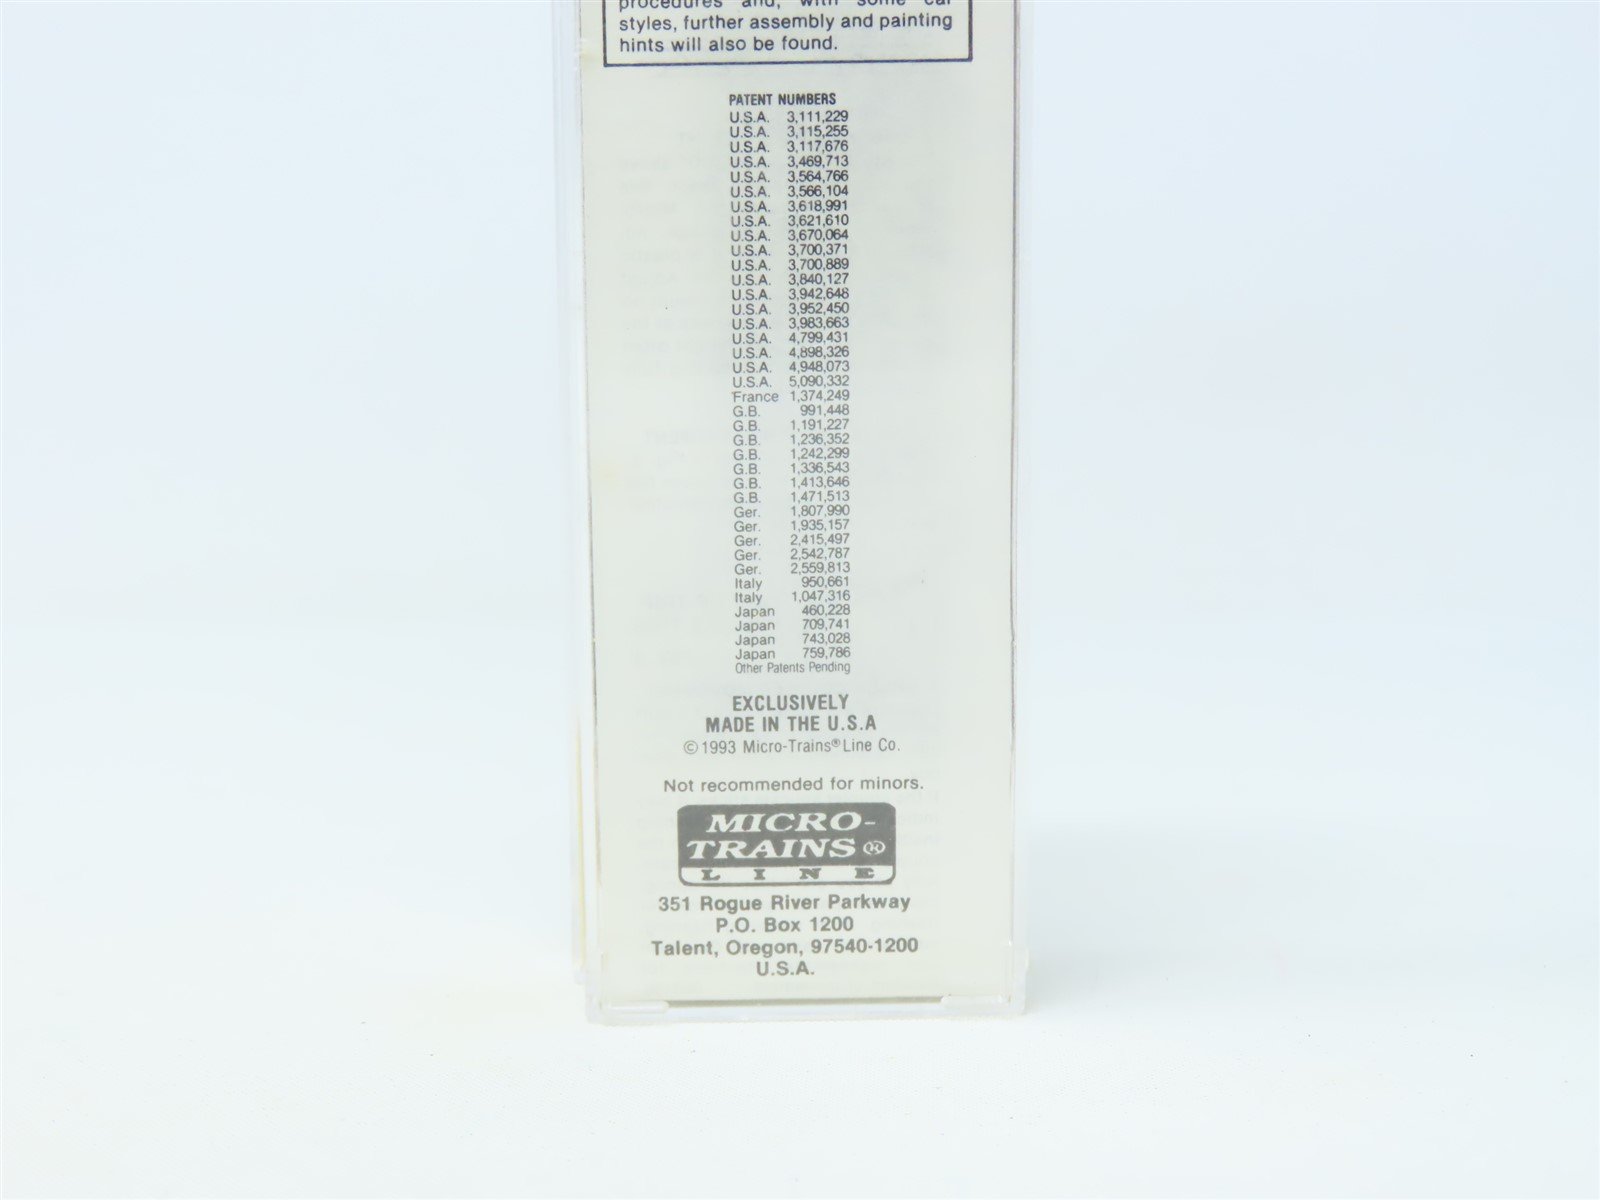 procedures and, with some car
styles, further assembly and painting
hints will also be found.
PATENT NUMBERS
U.S.A. 3,111,229
U.S.A. 3,115,255
U.S.A. 3,117,676
U.S.A. 3,469,713
U.S.A. 3,564,766
U.S.A. 3,566,104
U.S.A. 3,618,991
U.S.A. 3,621,610
U.S.A. 3,670,064
U.S.A. 3,700,371
U.S.A. 3,700,889
U.S.A. 3,840,127
U.S.A. 3,942,648
U.S.A. 3,952,450
U.S.A. 3,983,663
U.S.A. 4,799,431
U.S.A. 4,898,326
U.S.A. 4,948,073
U.S.A. 5,090,332
France 1,374,249
G.B. 991,448
G.B. 1,191,227
G.B. 1,236,352
G.B. 1,242,299
G.B. 1,336,543
G.B. 1,413,646
G.B. 1,471,513
Ger. 1,807,990
Ger. 1,935,157
Ger. 2,415,497
Ger. 2,542,787
Ger. 2,559,813
Italy 950,661
Italy 1,047,316
Japan 460,228
Japan 709,741
Japan 743,028
Japan 759,786
Other Patents Pending
EXCLUSIVELY
MADE IN THE U.S.A
©1993 Micro-Trains® Line Co.
Not recommended for minors.
MICRO-
TRAINS ®
LINE
351 Rogue River Parkway
P.O. Box 1200
Talent, Oregon, 97540-1200
U.S.A.